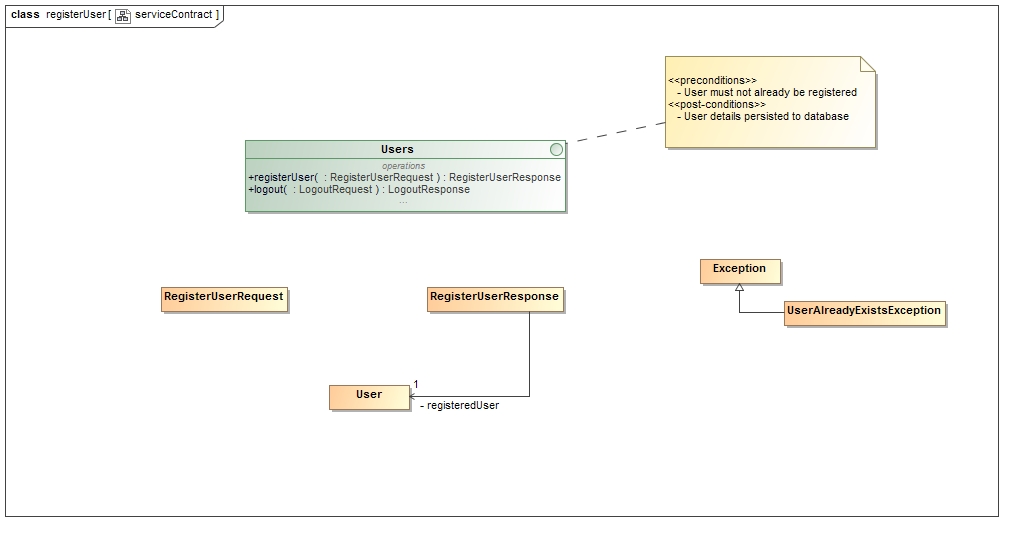 class registerUser[ serviceContract ]
<<preconditions>>
- User must not already be registered
<<post-conditions>>
- User details persisted to database
Users
operations
+registerUser( : RegisterUserRequest ) : RegisterUserResponse
+logout( : LogoutRequest ) : LogoutResponse
...
Exception
RegisterUserRequest
RegisterUserResponse
UserAlreadyExistsException
User
1
- registeredUser